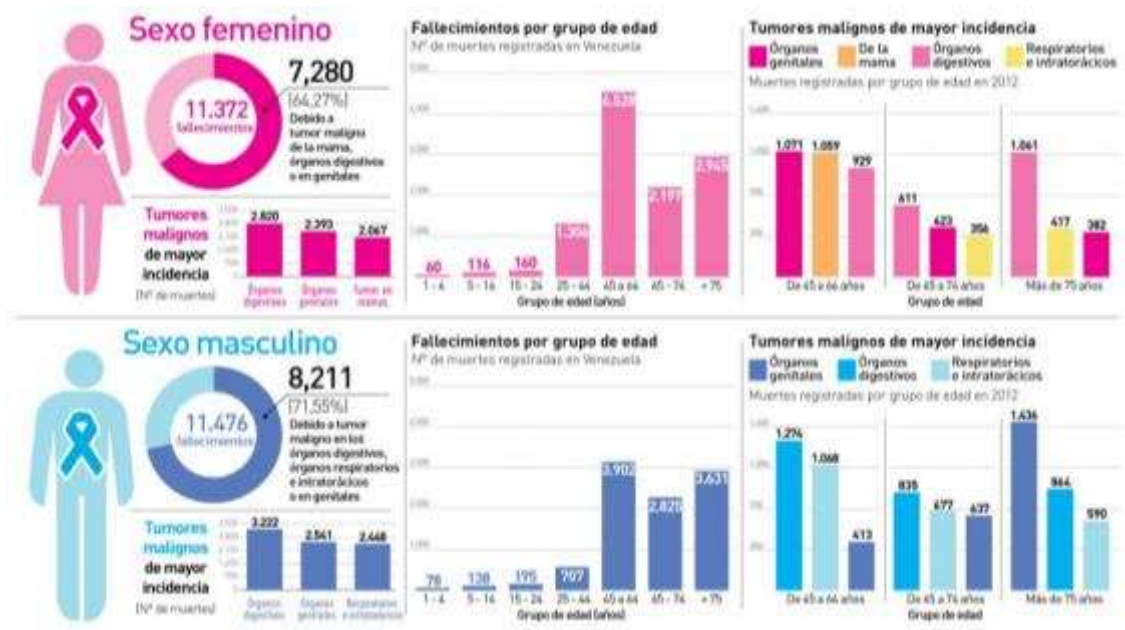 Sexo femenino
11.372
fallecimientos
7,280
(64,27%)
Debido a
tumor maligno
de la mama,
órganos digestivos
o en genitales
Tumores
malignos
de mayor
incidencia
(Nº de muertes)
2.820
2.393
2.067
Órganos
digestivos
Órganos
genitales
Tumor en
mamas
Fallecimientos por grupo de edad
Nº de muertes registradas en Venezuela
60
116
160
2.197
1 - 4
5 - 14
15 - 24
25 - 44
45 a 64
65 - 74
+ 75
Grupo de edad (años)
Tumores malignos de mayor incidencia
Órganos
genitales
De la
mama
Órganos
digestivos
Respiratorios
e intratorácicos
Muertes registradas por grupo de edad en 2012
1.071
1.059
929
611
423
356
1.061
417
382
De 45 a 64 años
De 65 a 74 años
Más de 75 años
Grupo de edad
Sexo masculino
11.476
fallecimientos
8,211
(71,55%)
Debido a tumor
maligno en los
órganos digestivos,
órganos respiratorios
e intratorácicos
o en genitales
Tumores
malignos
de mayor
incidencia
(Nº de muertes)
3.222
2.541
2.448
Órganos
digestivos
Órganos
genitales
Respiratorios
e intratorácicos
Fallecimientos por grupo de edad
Nº de muertes registradas en Venezuela
78
138
195
707
3.902
2.825
3.631
1 - 4
5 - 14
15 - 24
25 - 44
45 a 64
65 - 74
+ 75
Grupo de edad (años)
Tumores malignos de mayor incidencia
Órganos
genitales
Órganos
digestivos
Respiratorios
e intratorácicos
Muertes registradas por grupo de edad en 2012
1.274
1.068
413
835
677
637
1.436
864
590
De 45 a 64 años
De 65 a 74 años
Más de 75 años
Grupo de edad